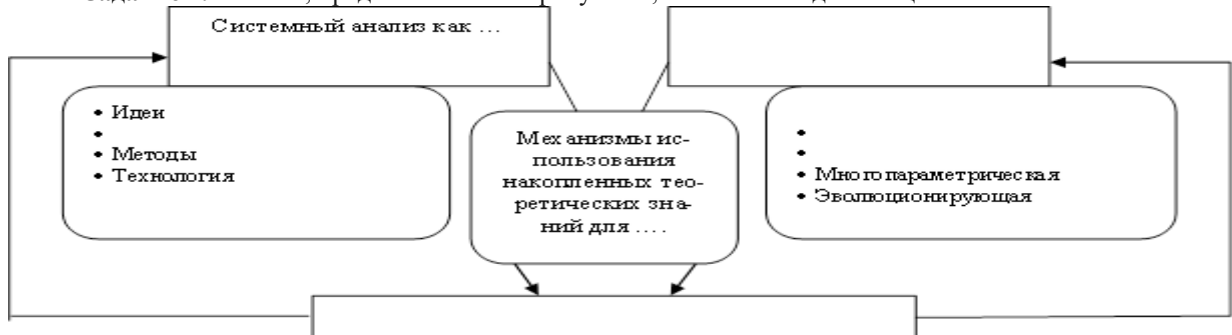 Системный анализ как ...
• Идеи
•
• Методы
• Технология
Механизмы ис-
пользования
накопленных тео-
ретических зна-
ний для ....
•
•
• Многопараметрическая
• Эволюционирующая